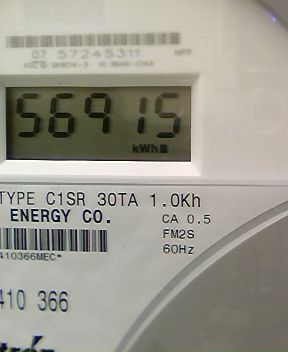 07 57245311
56915
kWh
TYPE C1SR 30TA 1.0Kh
ENERGY CO. CA 0.5
FM2S
410366MEC* 60Hz
410 366